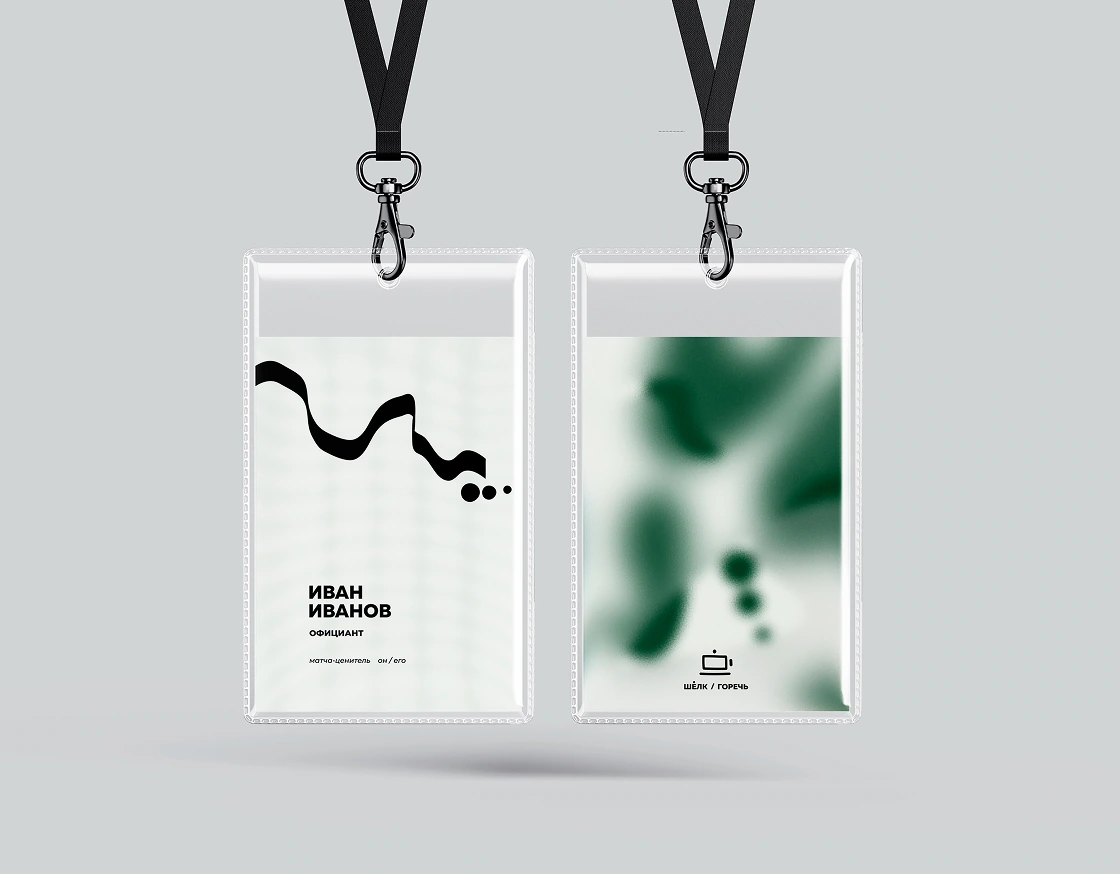 ИВАН
ИВАНОВ
ОФИЦИАНТ
матча-ценитель он / его
ШЁЛК / ГОРЕЧЬ